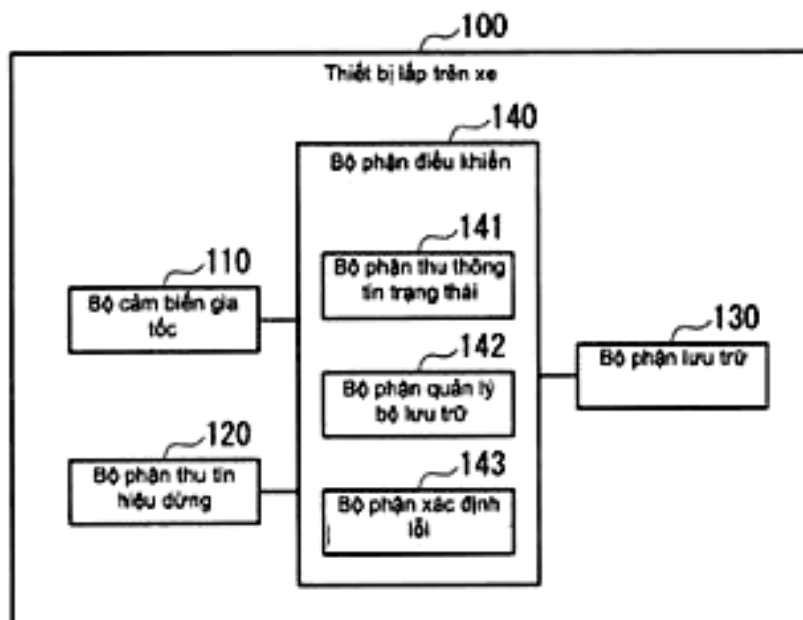 100
Thiết bị lắp trên xe
140
Bộ phận điều khiển
141
Bộ phận thu thông
tin trạng thái
110
Bộ cảm biến gia
tốc
142
Bộ phận quản lý
bộ lưu trữ
130
Bộ phận lưu trữ
120
Bộ phận thu tín
hiệu dừng
143
Bộ phận xác định
lỗi